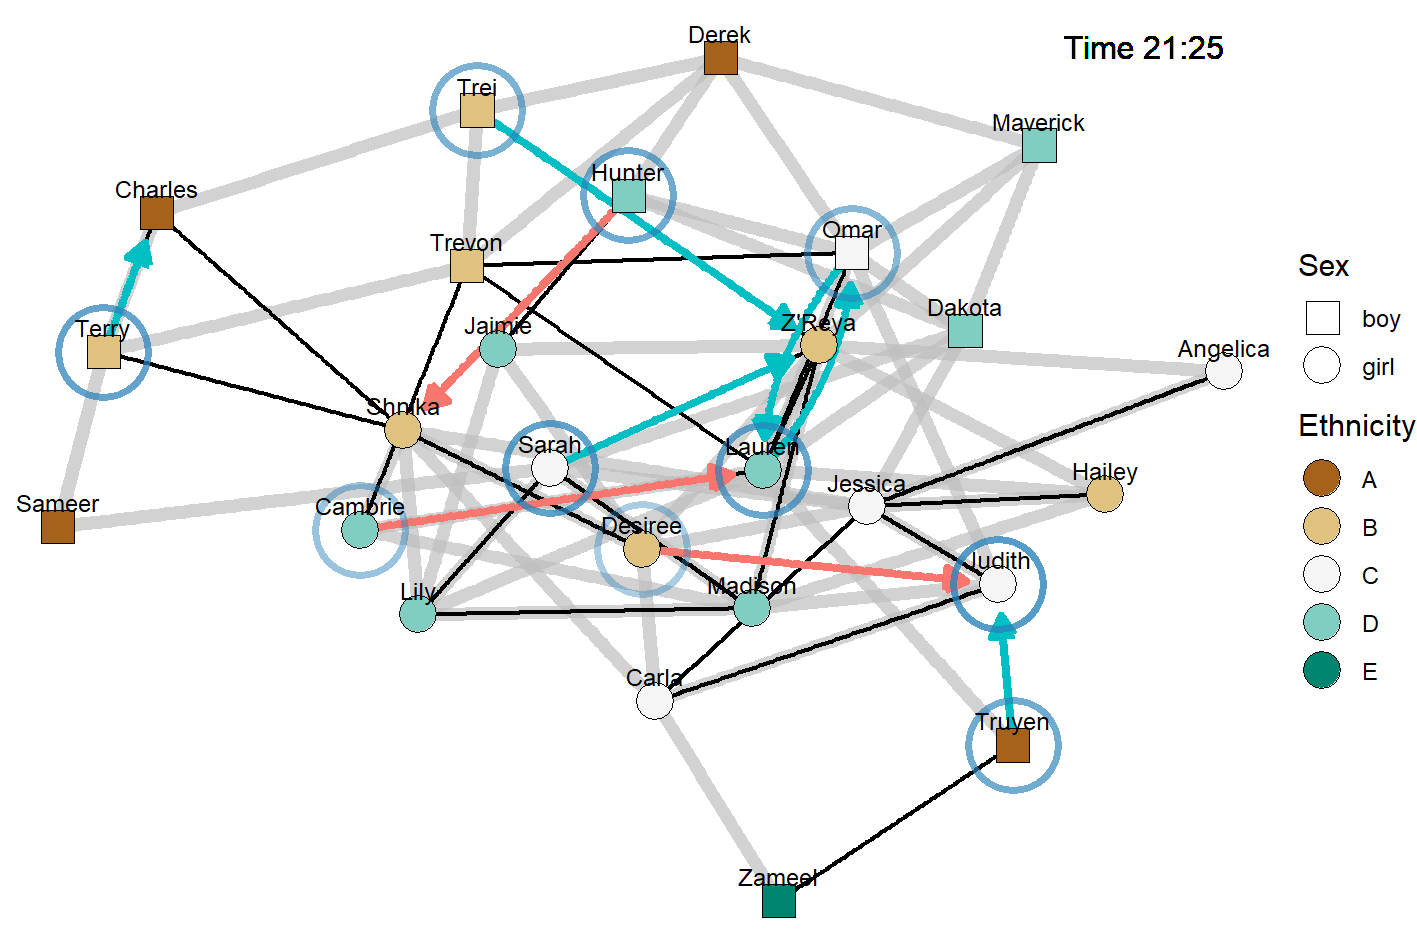 Derek
Time 21:25
Trei
Maverick
Hunter
Charles
Omar
Trevon
Dakota
Sex
boy
girl
Terry
Jaimie
Z'Reya
Angelica
Shnika
Ethnicity
Sarah
Lauren
Hailey
A
Jessica
Sameer
Cambrie
Desiree
B
Judith
C
Lily
Madison
D
Carla
E
Truyen
Zameel